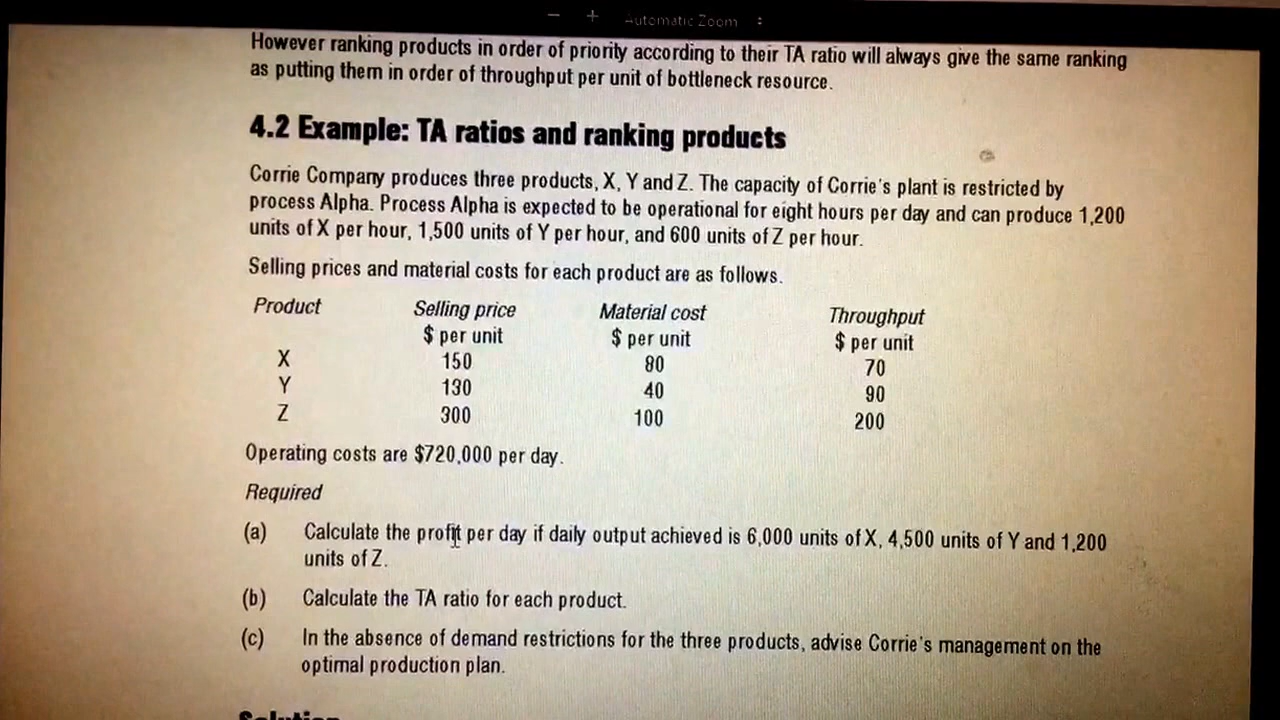 Automatic Zoom
However ranking products in order of priority according to their TA ratio will always give the same ranking
as putting them in order of throughput per unit of bottleneck resource.
4.2 Example: TA ratios and ranking products
Corrie Company produces three products, X, Y and Z. The capacity of Corrie's plant is restricted by
process Alpha. Process Alpha is expected to be operational for eight hours per day and can produce 1,200
units of X per hour, 1,500 units of Y per hour, and 600 units of Z per hour.
Selling prices and material costs for each product are as follows.
Product Selling price Material cost Throughput
$ per unit $ per unit $ per unit
X 150 80 70
Y 130 40 90
Z 300 100 200
Operating costs are $720,000 per day.
Required
(a) Calculate the profit per day if daily output achieved is 6,000 units of X, 4,500 units of Y and 1,200
units of Z.
(b) Calculate the TA ratio for each product.
(c) In the absence of demand restrictions for the three products, advise Corrie's management on the
optimal production plan.
Solution